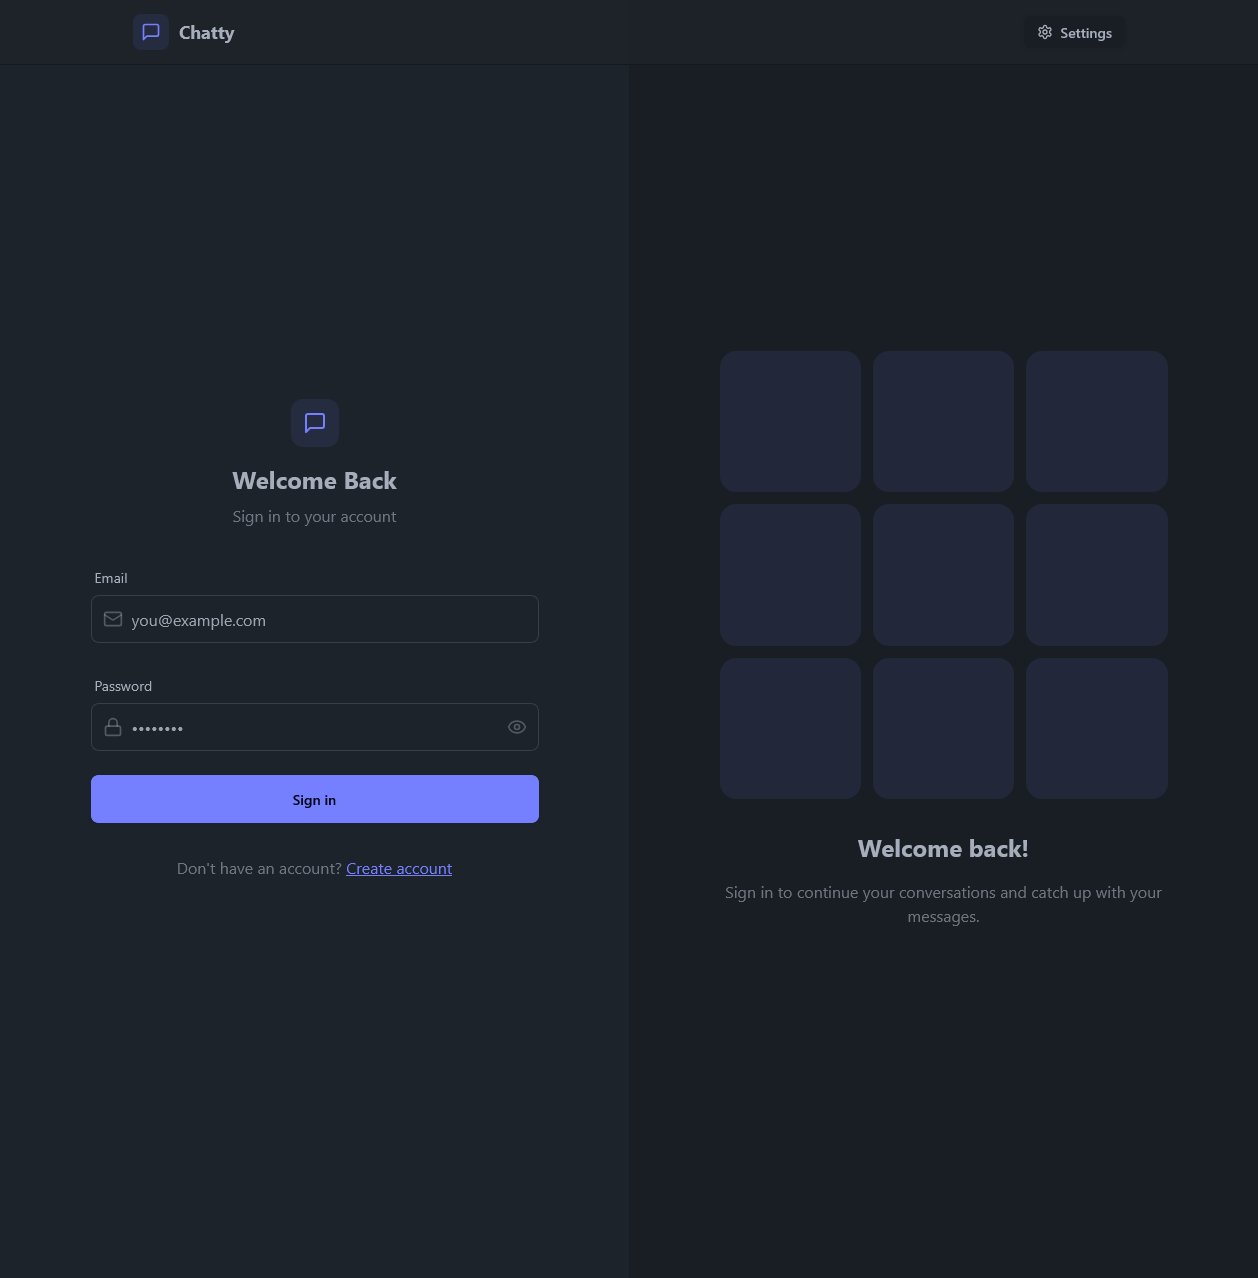 Chatty
Settings
Welcome Back
Sign in to your account
Email
you@example.com
Password
••••••••
Sign in
Don't have an account? Create account
Welcome back!
Sign in to continue your conversations and catch up with your
messages.